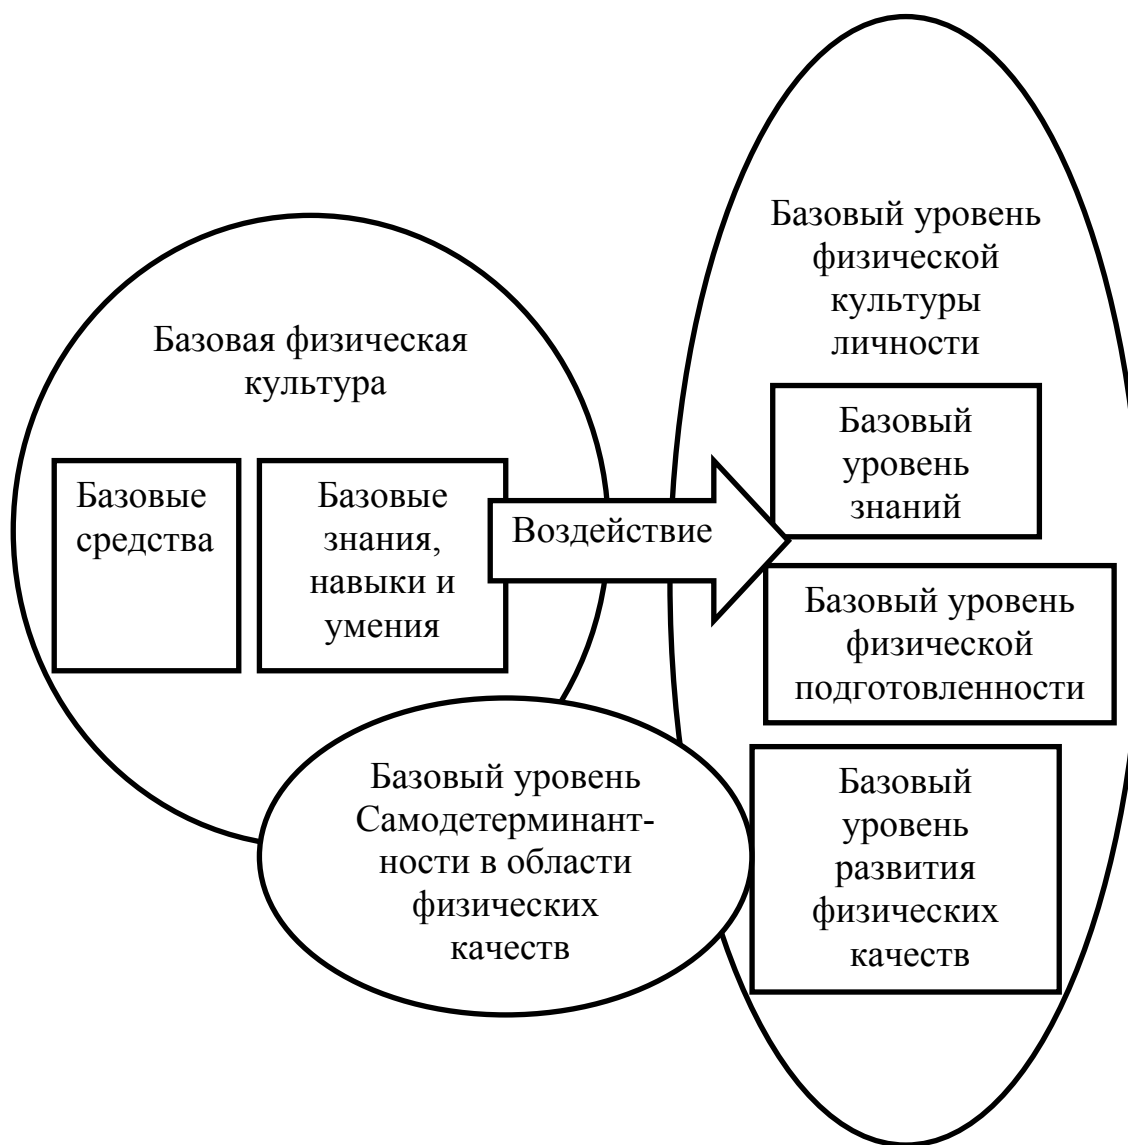 Базовая физическая
культура
Базовые
средства
Базовые
знания,
навыки и
умения
Воздействие
Базовый уровень
физической
культуры
личности
Базовый
уровень
знаний
Базовый уровень
физической
подготовленности
Базовый
уровень
развития
физических
качеств
Базовый уровень
Самодетерминант-
ности в области
физических
качеств